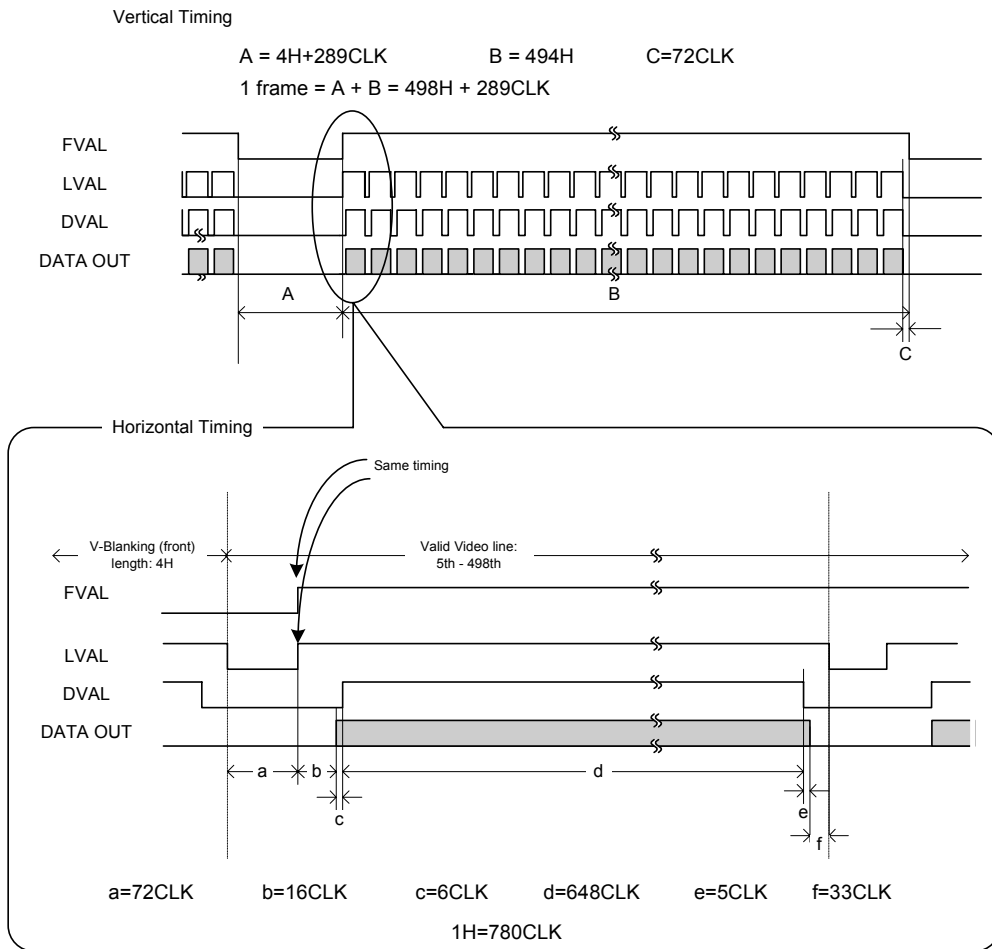 Vertical Timing
A = 4H+289CLK B = 494H C=72CLK
1 frame = A + B = 498H + 289CLK
FVAL
LVAL
DVAL
DATA OUT
A
B
C
Horizontal Timing
Same timing
V-Blanking (front)
length: 4H
Valid Video line:
5th - 498th
FVAL
LVAL
DVAL
DATA OUT
a
b
c
d
e
f
a=72CLK b=16CLK c=6CLK d=648CLK e=5CLK f=33CLK
1H=780CLK